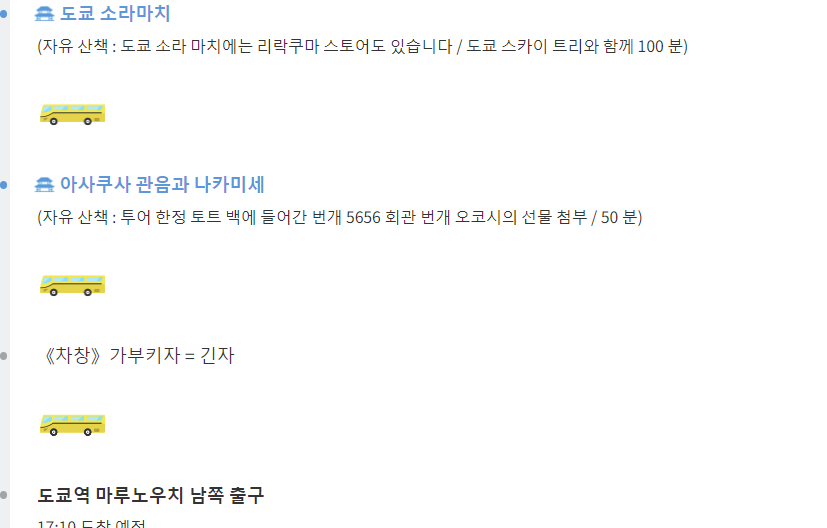 도쿄 소라마치
(자유 산책 : 도쿄 소라 마치에는 리락쿠마 스토어도 있습니다 / 도쿄 스카이 트리와 함께 100 분)
아사쿠사 관음과 나카미세
(자유 산책 : 투어 한정 토트 백에 들어간 번개 5656 회관 번개 오코시의 선물 첨부 / 50 분)
《차창》가부키자 = 긴자
도쿄역 마루노우치 남쪽 출구
17:10 도착 예정